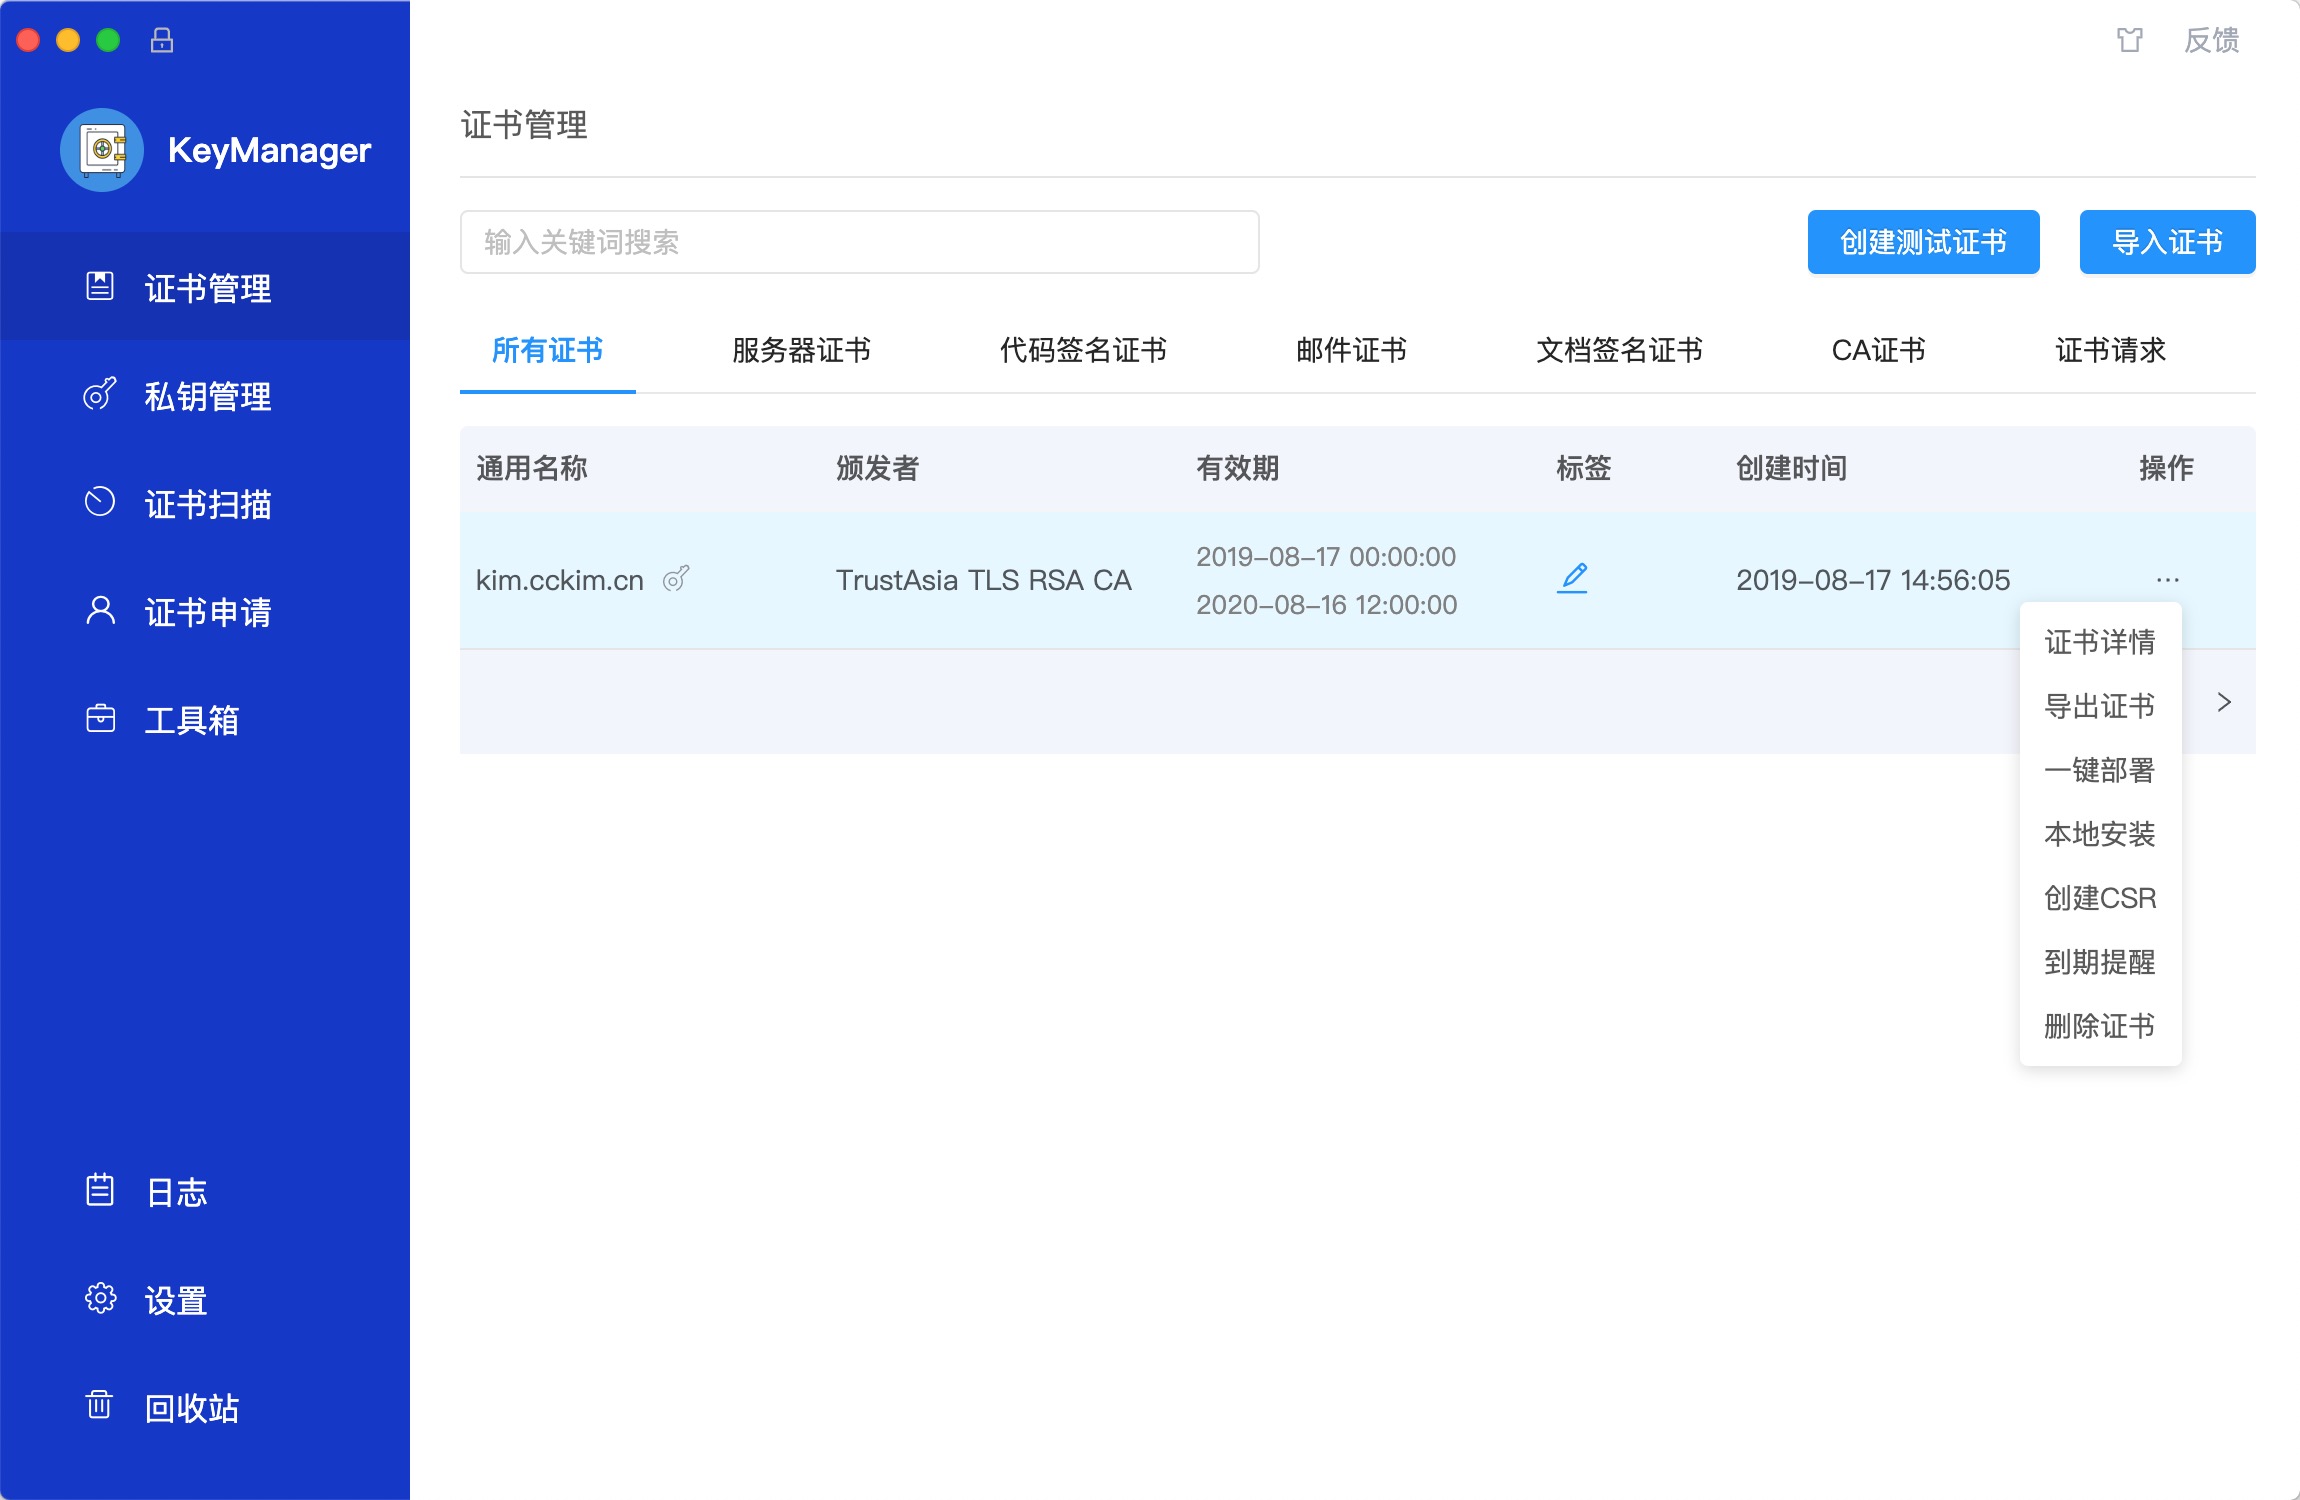 反馈
KeyManager
证书管理
私钥管理
证书扫描
证书申请
工具箱
日志
设置
回收站
证书管理
输入关键词搜索
创建测试证书
导入证书
所有证书 服务器证书 代码签名证书 邮件证书 文档签名证书 CA证书 证书请求
通用名称 颁发者 有效期 标签 创建时间 操作
kim.cckim.cn TrustAsia TLS RSA CA 2019-08-17 00:00:00 2019-08-17 14:56:05 ···
2020-08-16 12:00:00
证书详情
导出证书
一键部署
本地安装
创建CSR
到期提醒
删除证书